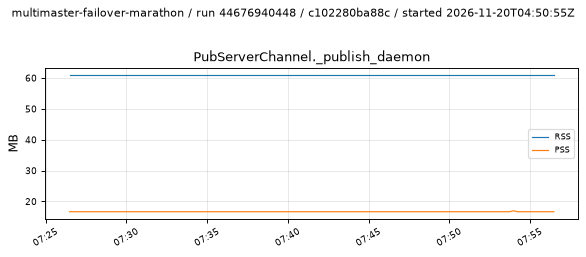 multimaster-failover-marathon / run 44676940448 / c102280ba88c / started 2026-11-20T04:50:55Z
PubServerChannel._publish_daemon
60
50
40
30
20
MB
RSS
PSS
07:25
07:30
07:35
07:40
07:45
07:50
07:55